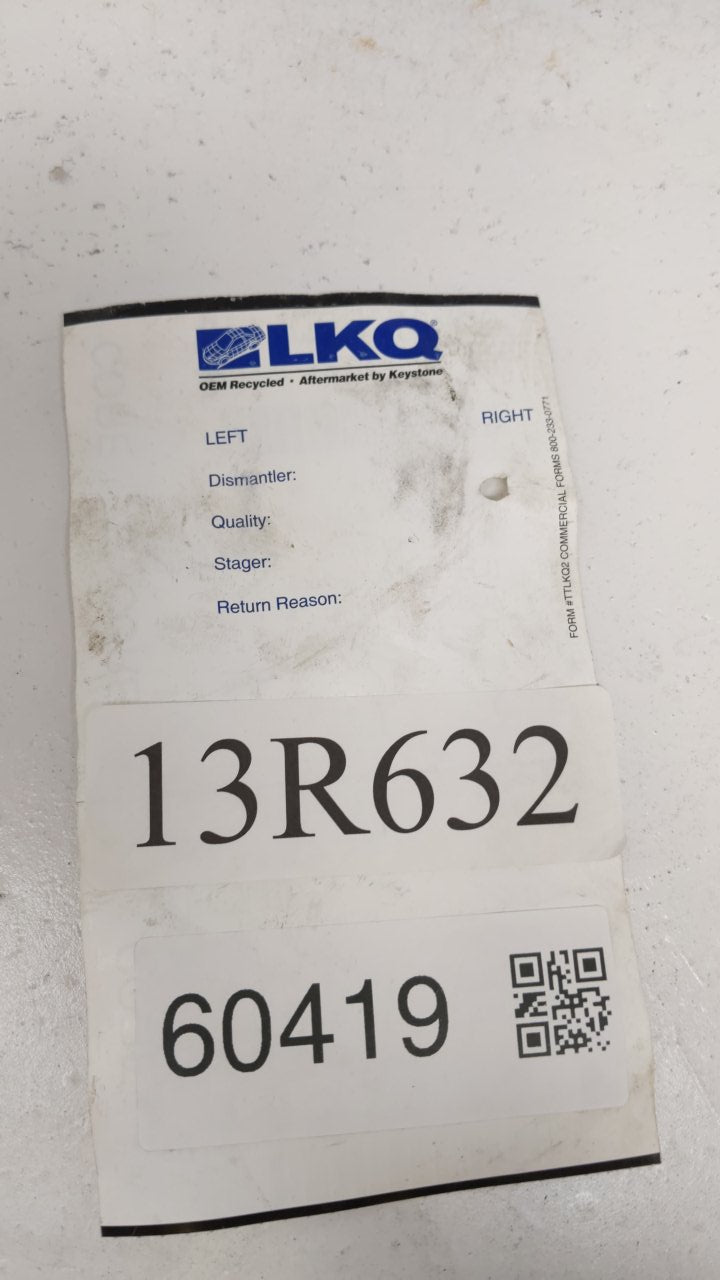 LKQ®
OEM Recycled · Aftermarket by Keystone
LEFT
RIGHT
Dismantler:
Quality:
Stager:
Return Reason:
FORM #TTLKQ2 COMMERCIAL FORMS 800-233-0771
13R632
60419